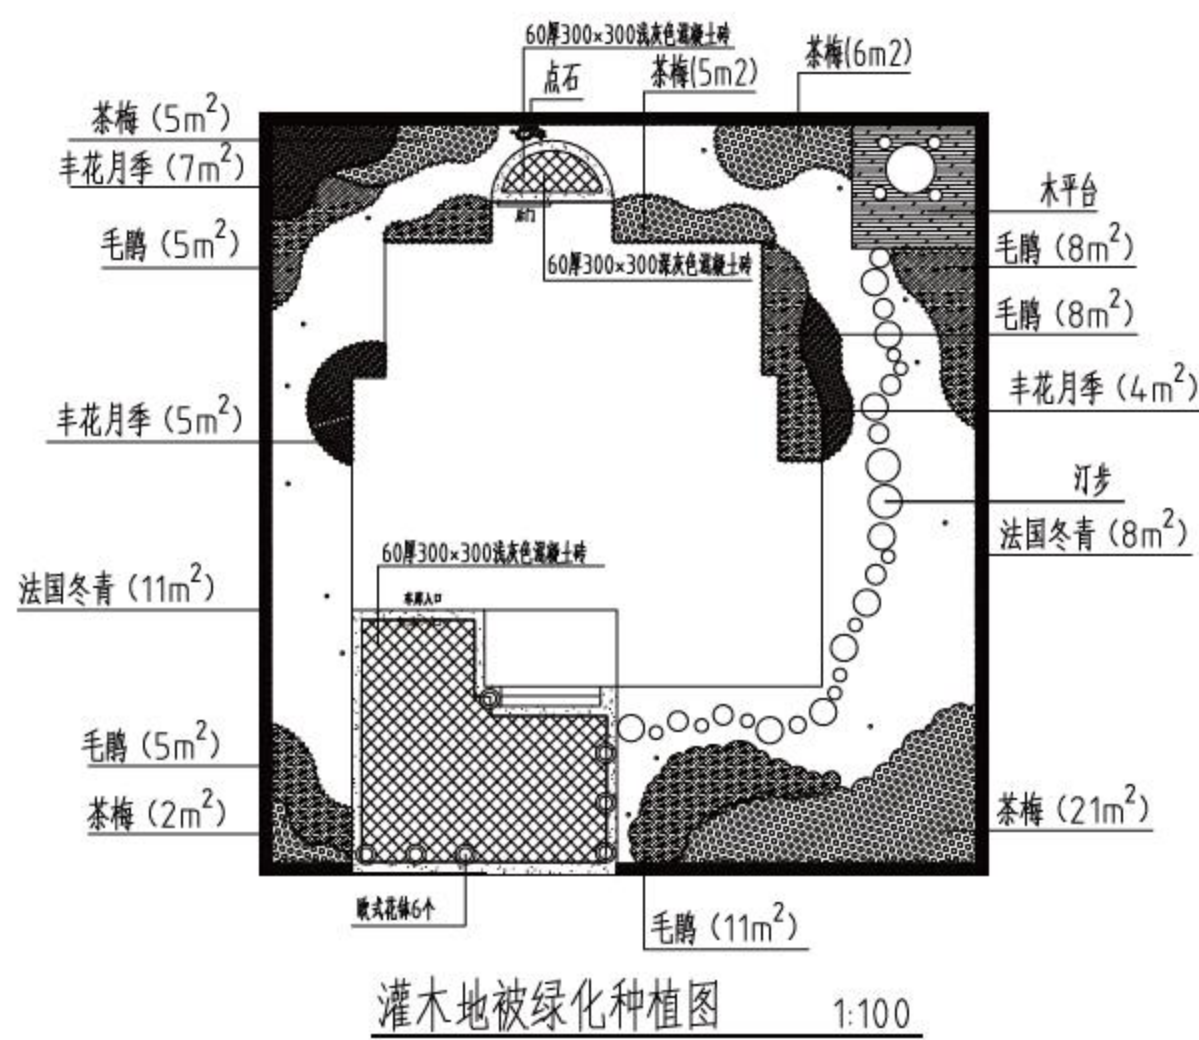 60厚300×300浅灰色混凝土砖
点石
茶梅(5m2)
茶梅(6m2)
茶梅（5m²）
丰花月季（7m²）
毛鹃（5m²）
后门
60厚300×300深灰色混凝土砖
木平台
毛鹃（8m²）
毛鹃（8m²）
丰花月季（4m²）
丰花月季（5m²）
汀步
法国冬青（8m²）
60厚300×300浅灰色混凝土砖
法国冬青（11m²）
车库入口
毛鹃（5m²）
茶梅（2m²）
茶梅（21m²）
欧式花钵6个
毛鹃（11m²）
灌木地被绿化种植图 1:100